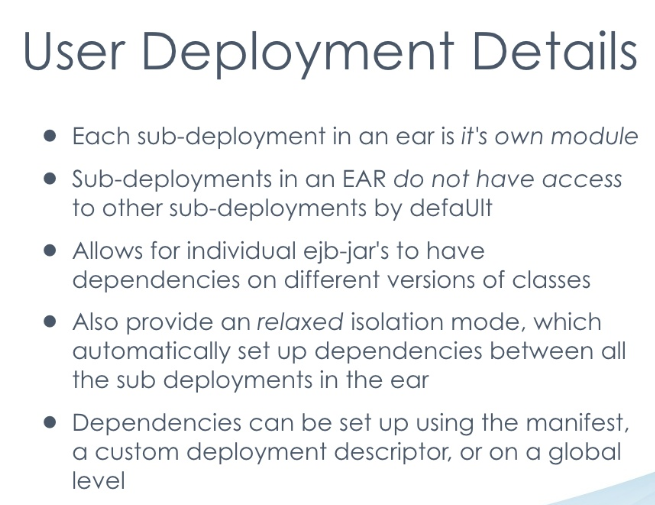 User Deployment Details
● Each sub-deployment in an ear is it's own module
● Sub-deployments in an EAR do not have access
to other sub-deployments by defaUlt
● Allows for individual ejb-jar's to have
dependencies on different versions of classes
● Also provide an relaxed isolation mode, which
automatically set up dependencies between all
the sub deployments in the ear
● Dependencies can be set up using the manifest,
a custom deployment descriptor, or on a global
level